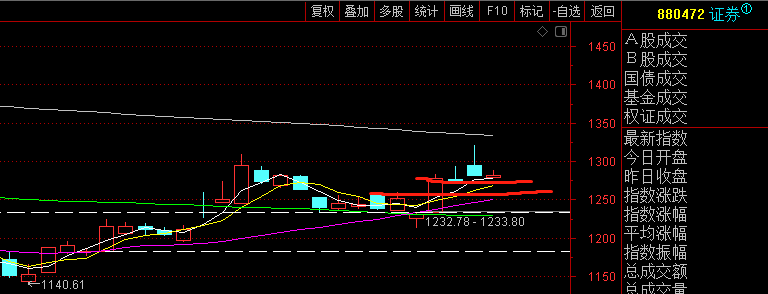 复权 叠加 多股 统计 画线 F10 标记 -自选 返回
880472 证券①
1450
1400
1350
1300
1250
1200
1150
1232.78 - 1233.80
1140.61
A股成交
B股成交
国债成交
基金成交
权证成交
最新指数
今日开盘
昨日收盘
指数涨跌
指数涨幅
平均涨幅
指数振幅
总成交额
总成交量